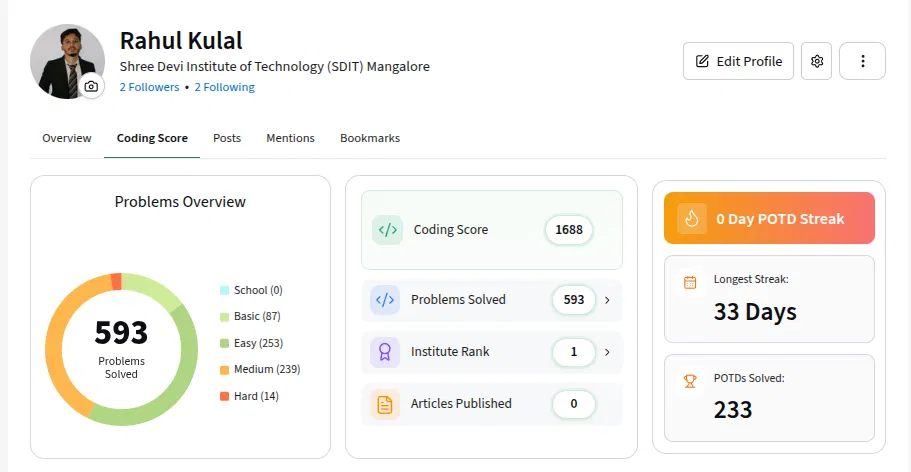 Rahul Kulal
Shree Devi Institute of Technology (SDIT) Mangalore
2 Followers • 2 Following
Edit Profile
Overview Coding Score Posts Mentions Bookmarks
Problems Overview
593
Problems
Solved
School (0)
Basic (87)
Easy (253)
Medium (239)
Hard (14)
Coding Score 1688
Problems Solved 593
Institute Rank 1
Articles Published 0
0 Day POTD Streak
Longest Streak:
33 Days
POTDs Solved:
233